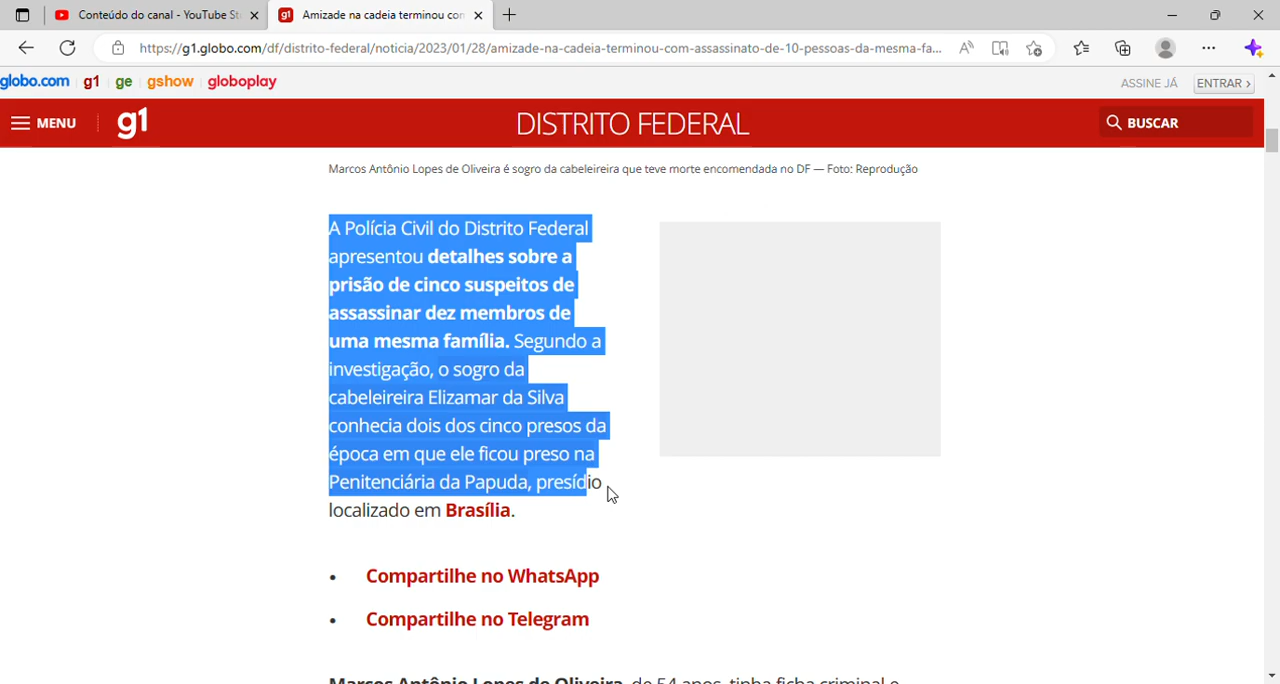 Conteúdo do canal - YouTube St
Amizade na cadeia terminou con
https://g1.globo.com/df/distrito-federal/noticia/2023/01/28/amizade-na-cadeia-terminou-com-assassinato-de-10-pessoas-da-mesma-fa...
globo.com g1 ge gshow globoplay
ASSINE JÁ ENTRAR ›
MENU g1 DISTRITO FEDERAL BUSCAR
Marcos Antônio Lopes de Oliveira é sogro da cabeleireira que teve morte encomendada no DF — Foto: Reprodução
A Polícia Civil do Distrito Federal
apresentou detalhes sobre a
prisão de cinco suspeitos de
assassinar dez membros de
uma mesma família. Segundo a
investigação, o sogro da
cabeleireira Elizamar da Silva
conhecia dois dos cinco presos da
época em que ele ficou preso na
Penitenciária da Papuda, presídio
localizado em Brasília.
• Compartilhe no WhatsApp
• Compartilhe no Telegram
Marcos Antônio Lopes de Oliveira, de 54 anos, tinha ficha criminal e